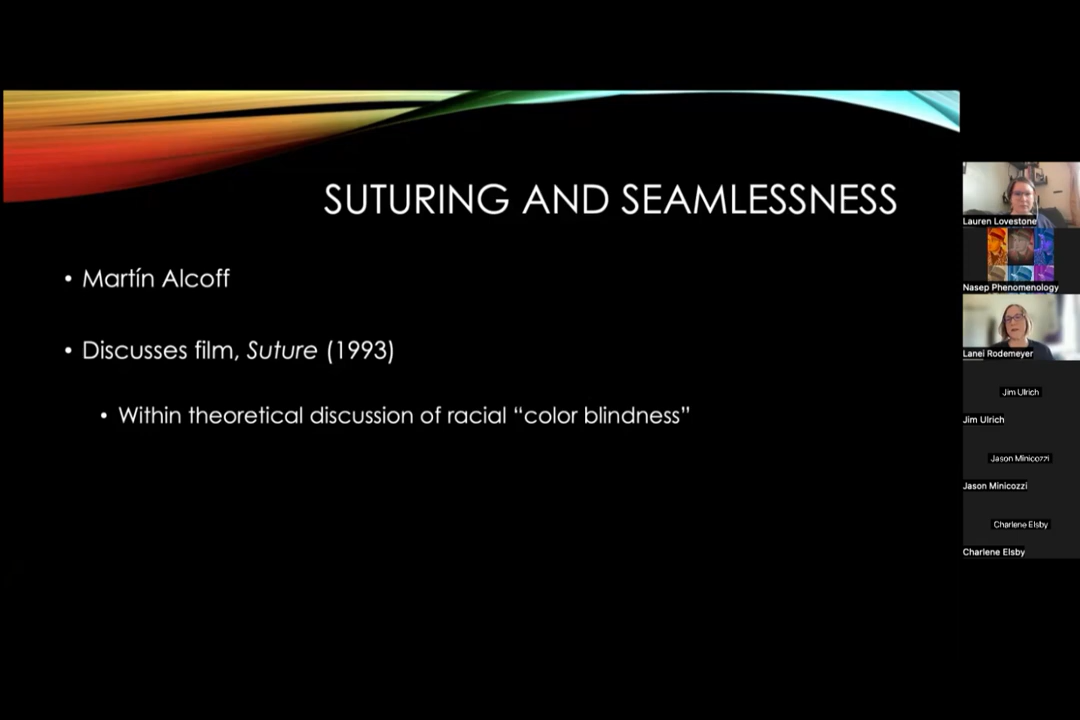 SUTURING AND SEAMLESSNESS
• Martín Alcoff
• Discusses film, Suture (1993)
• Within theoretical discussion of racial “color blindness”
Lauren Lovestone
Nasep Phenomenology
Lanei Rodemeyer
Jim Ulrich
Jim Ulrich
Jason Minicozzi
Jason Minicozzi
Charlene Elsby
Charlene Elsby